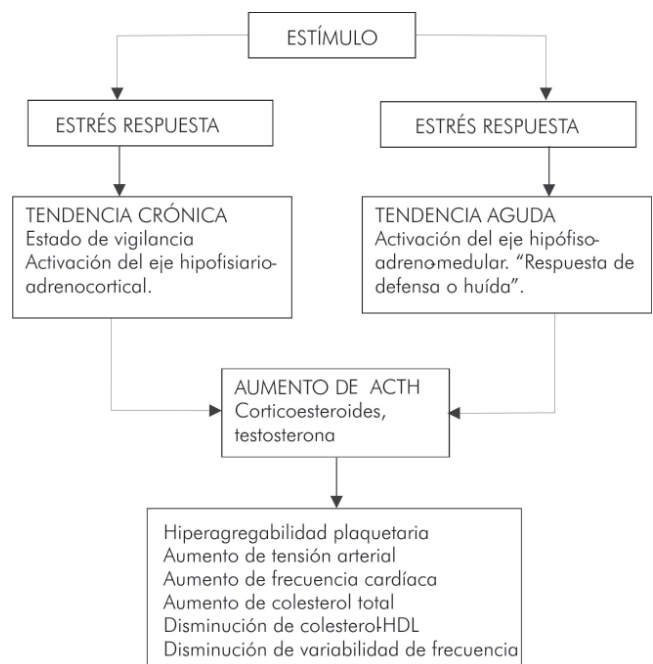 ESTÍMULO
ESTRÉS RESPUESTA
ESTRÉS RESPUESTA
TENDENCIA CRÓNICA
Estado de vigilancia
Activación del eje hipofisiario-
adrenocortical.
TENDENCIA AGUDA
Activación del eje hipófiso-
adreno-medular. “Respuesta de
defensa o huída”.
AUMENTO DE ACTH
Corticoesteroides,
testosterona
Hiperagregabilidad plaquetaria
Aumento de tensión arterial
Aumento de frecuencia cardíaca
Aumento de colesterol total
Disminución de colesterol-HDL
Disminución de variabilidad de frecuencia